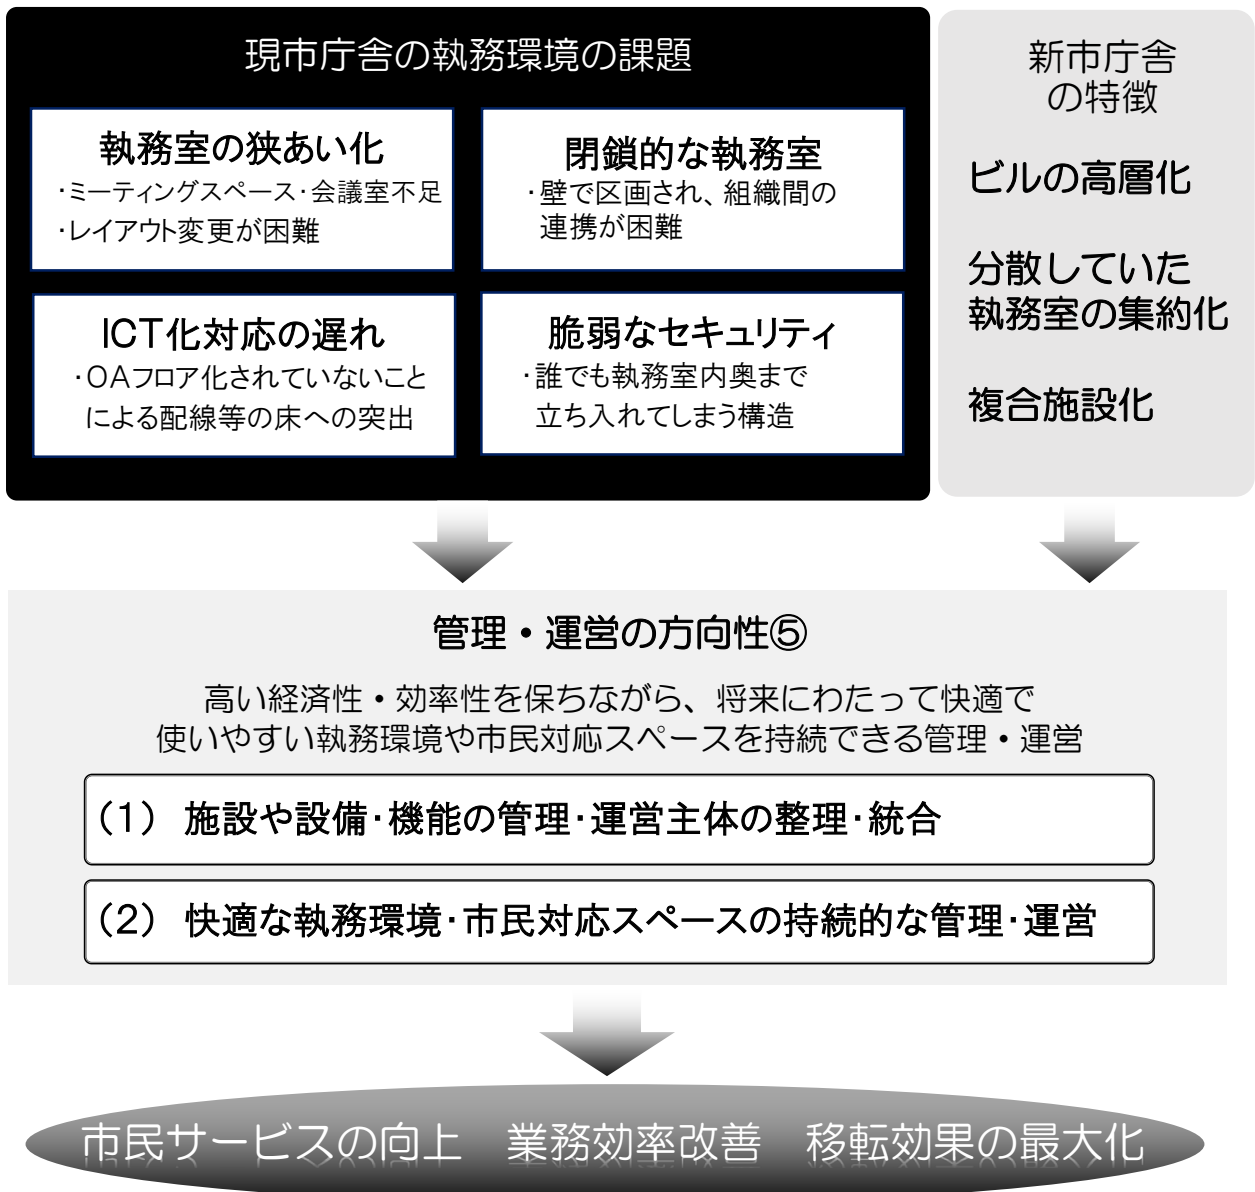 現市庁舎の執務環境の課題
執務室の狭あい化
・ミーティングスペース・会議室不足
・レイアウト変更が困難
閉鎖的な執務室
・壁で区画され、組織間の
連携が困難
ICT化対応の遅れ
・OAフロア化されていないこと
による配線等の床への突出
脆弱なセキュリティ
・誰でも執務室内奥まで
立ち入れてしまう構造
新市庁舎
の特徴
ビルの高層化
分散していた
執務室の集約化
複合施設化
管理・運営の方向性⑤
高い経済性・効率性を保ちながら、将来にわたって快適で
使いやすい執務環境や市民対応スペースを持続できる管理・運営
(1) 施設や設備・機能の管理・運営主体の整理・統合
(2) 快適な執務環境・市民対応スペースの持続的な管理・運営
市民サービスの向上 業務効率改善 移転効果の最大化